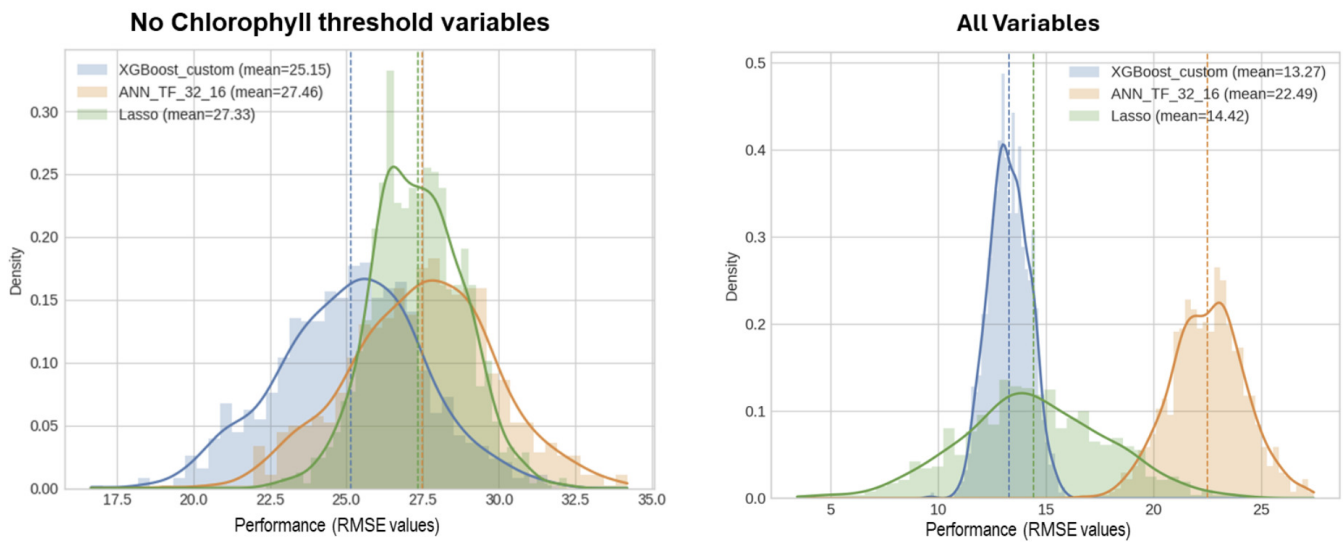 No Chlorophyll threshold variables
XGBoost_custom (mean=25.15)
ANN_TF_32_16 (mean=27.46)
Lasso (mean=27.33)
0.30
0.25
0.20
0.15
0.10
0.05
0.00
Density
17.5 20.0 22.5 25.0 27.5 30.0 32.5 35.0
Performance (RMSE values)
All Variables
XGBoost_custom (mean=13.27)
ANN_TF_32_16 (mean=22.49)
Lasso (mean=14.42)
0.5
0.4
0.3
0.2
0.1
0.0
Density
5 10 15 20 25
Performance (RMSE values)